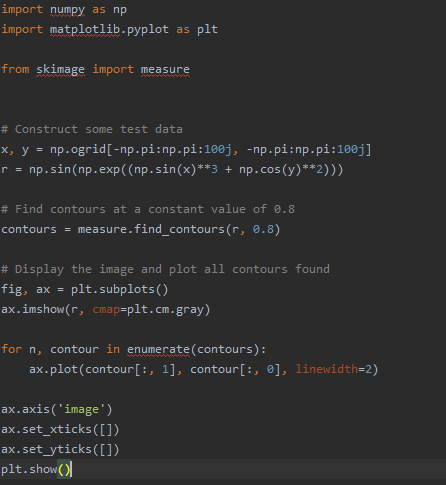 import numpy as np
import matplotlib.pyplot as plt
from skimage import measure
# Construct some test data
x, y = np.ogrid[-np.pi:np.pi:100j, -np.pi:np.pi:100j]
r = np.sin(np.exp((np.sin(x)**3 + np.cos(y)**2)))
# Find contours at a constant value of 0.8
contours = measure.find_contours(r, 0.8)
# Display the image and plot all contours found
fig, ax = plt.subplots()
ax.imshow(r, cmap=plt.cm.gray)
for n, contour in enumerate(contours):
    ax.plot(contour[:, 1], contour[:, 0], linewidth=2)
ax.axis('image')
ax.set_xticks([])
ax.set_yticks([])
plt.show()